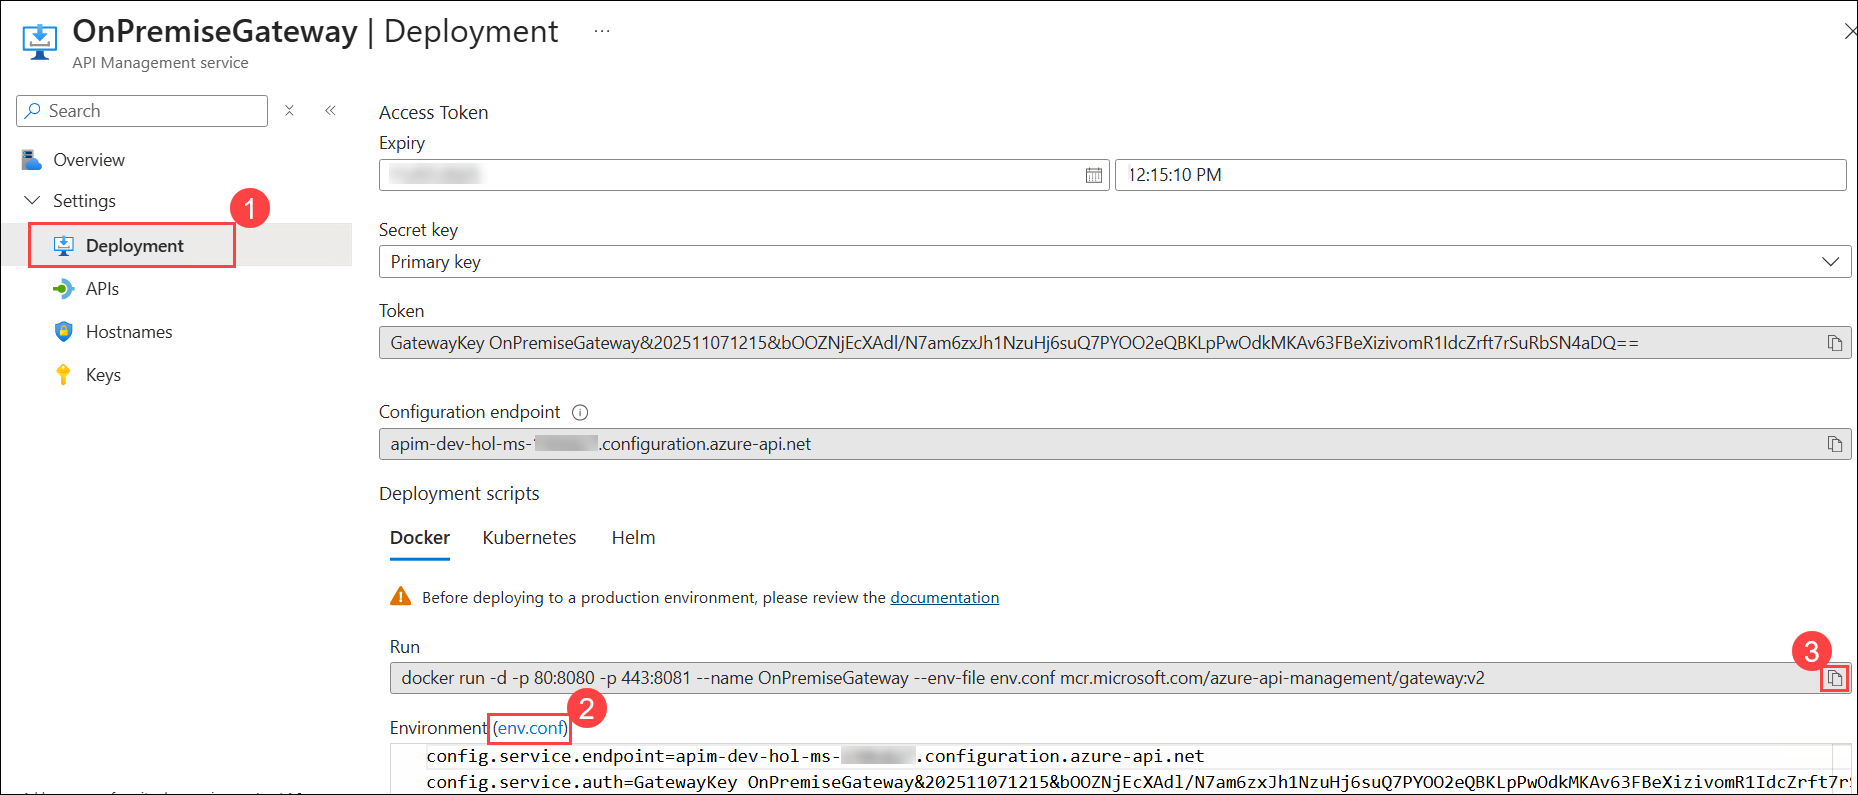 OnPremiseGateway | Deployment ...
API Management service
Search
Overview
Settings
1
Deployment
APIs
Hostnames
Keys
Access Token
Expiry
12:15:10 PM
Secret key
Primary key
Token
GatewayKey OnPremiseGateway&202511071215&bOOZNjEcXAdl/N7am6zxJh1NzuHj6suQ7PYOO2eQBKLpPwOdkMKAv63FBeXizivomR1IdcZrft7rSuRbSN4aDQ==
Configuration endpoint
apim-dev-hol-ms- .configuration.azure-api.net
Deployment scripts
Docker Kubernetes Helm
Before deploying to a production environment, please review the documentation
Run
3
docker run -d -p 80:8080 -p 443:8081 --name OnPremiseGateway --env-file env.conf mcr.microsoft.com/azure-api-management/gateway:v2
2
Environment (env.conf)
config.service.endpoint=apim-dev-hol-ms- .configuration.azure-api.net
config.service.auth=GatewayKey OnPremiseGateway&202511071215&bOOZNjEcXAdl/N7am6zxJh1NzuHj6suQ7PYOO2eQBKLpPwOdkMKAv63FBeXizivomR1IdcZrft7r